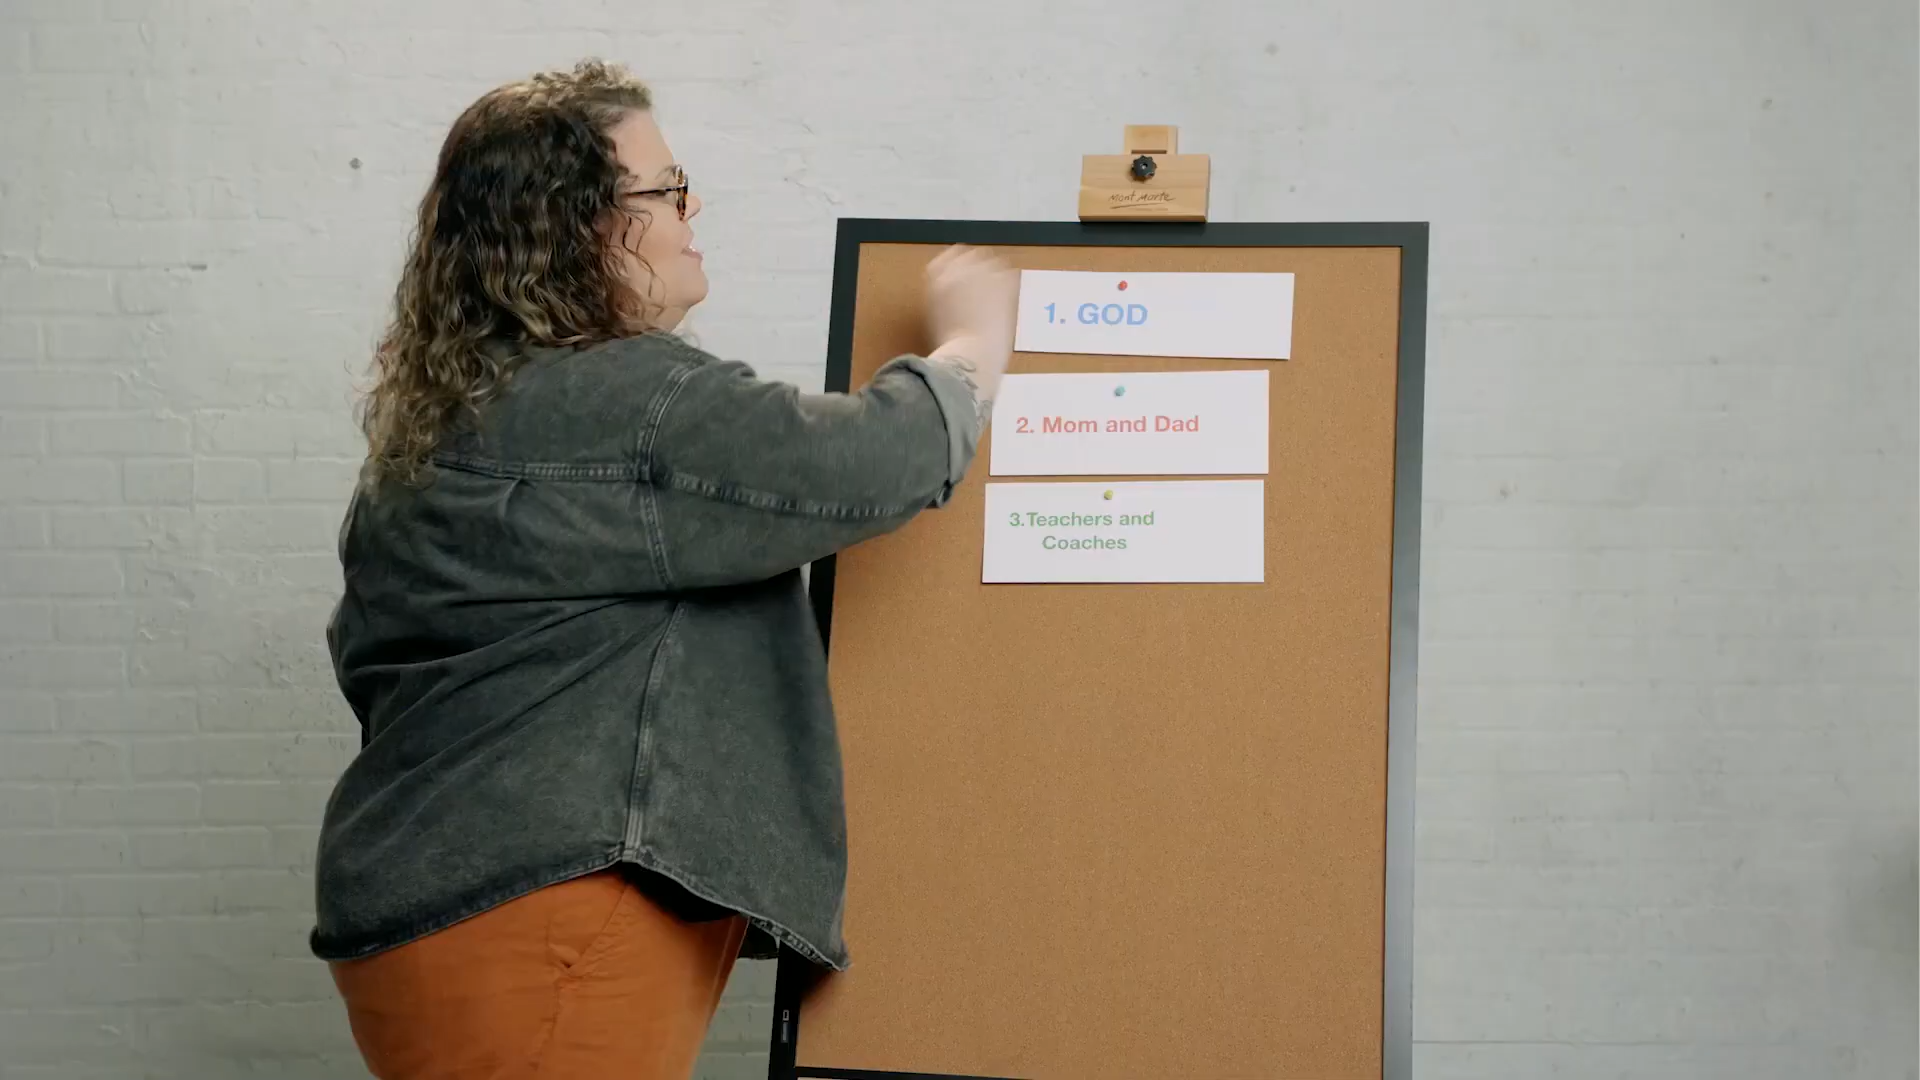 Mont Marte
1. GOD
2. Mom and Dad
3.Teachers and
Coaches